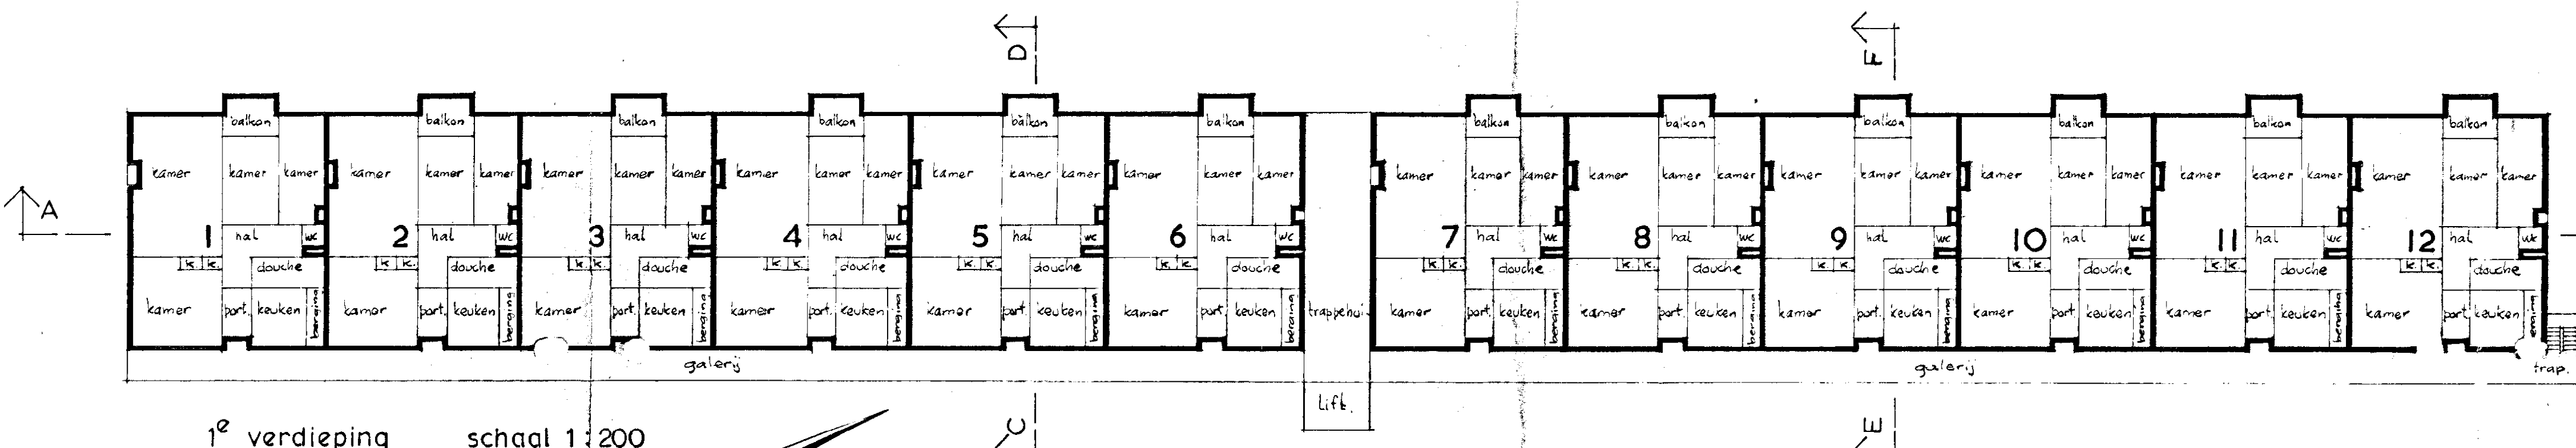 D F
balkon balkon balkon balkon balkon balkon balkon balkon balkon balkon balkon balkon
kamer kamer kamer kamer kamer kamer kamer kamer kamer kamer kamer kamer kamer kamer kamer kamer kamer kamer kamer kamer kamer kamer kamer kamer kamer kamer kamer kamer kamer kamer kamer kamer kamer kamer kamer kamer
A
1 hal wc 2 hal wc 3 hal wc 4 hal wc 5 hal wc 6 hal wc 7 hal wc 8 hal wc 9 hal wc 10 hal wc 11 hal wc 12 hal wc
k. k. douche k. k. douche k. k. douche k. k. douche k. k. douche k. k. douche k. k. douche k. k. douche k. k. douche k. k. douche k. k. douche k. k. douche
kamer port. keuken berging kamer port. keuken berging kamer port. keuken berging kamer port. keuken berging kamer port. keuken berging kamer port. keuken berging trappehui kamer port. keuken berging kamer port. keuken berging kamer port. keuken berging kamer port. keuken berging kamer port. keuken berging kamer port. keuken erging
galerij galerij trap.
lift.
C E
1e verdieping schaal 1:200